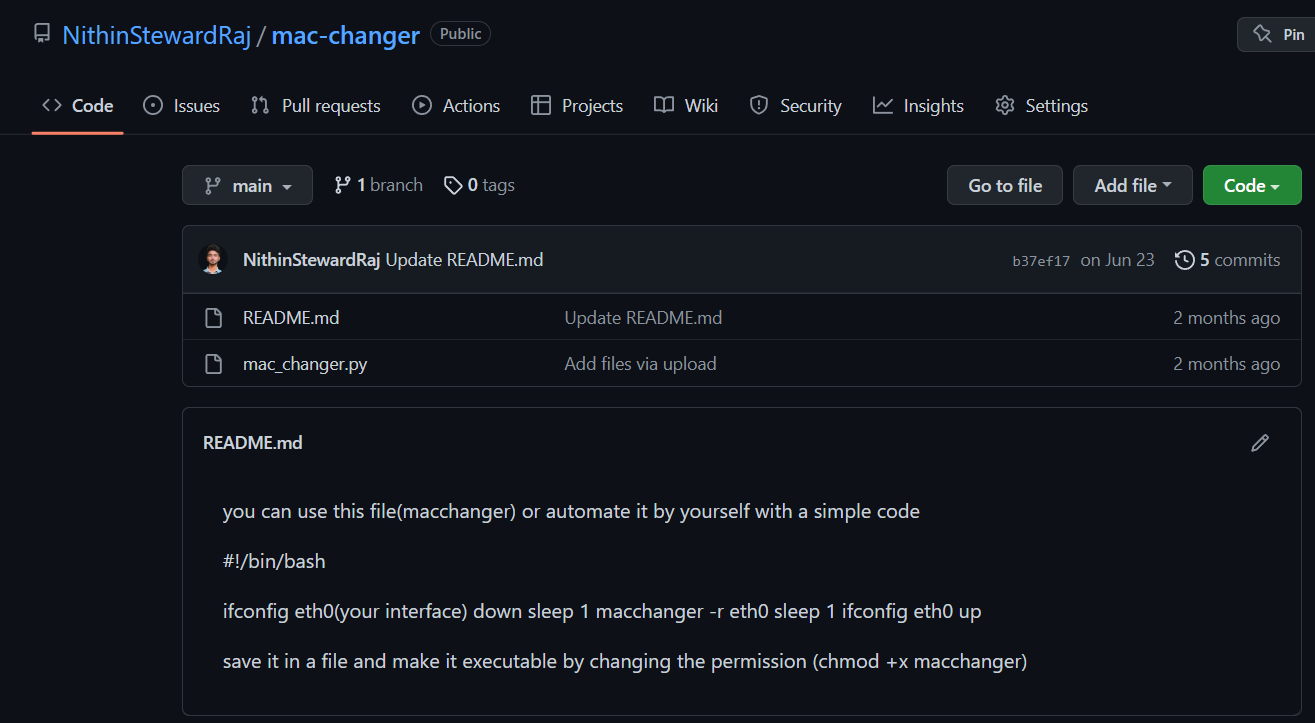 NithinStewardRaj / mac-changer Public Pin
Code Issues Pull requests Actions Projects Wiki Security Insights Settings
main 1 branch 0 tags Go to file Add file Code
NithinStewardRaj Update README.md b37ef17 on Jun 23 5 commits
README.md Update README.md 2 months ago
mac_changer.py Add files via upload 2 months ago
README.md
you can use this file(macchanger) or automate it by yourself with a simple code
#!/bin/bash
ifconfig eth0(your interface) down sleep 1 macchanger -r eth0 sleep 1 ifconfig eth0 up
save it in a file and make it executable by changing the permission (chmod +x macchanger)